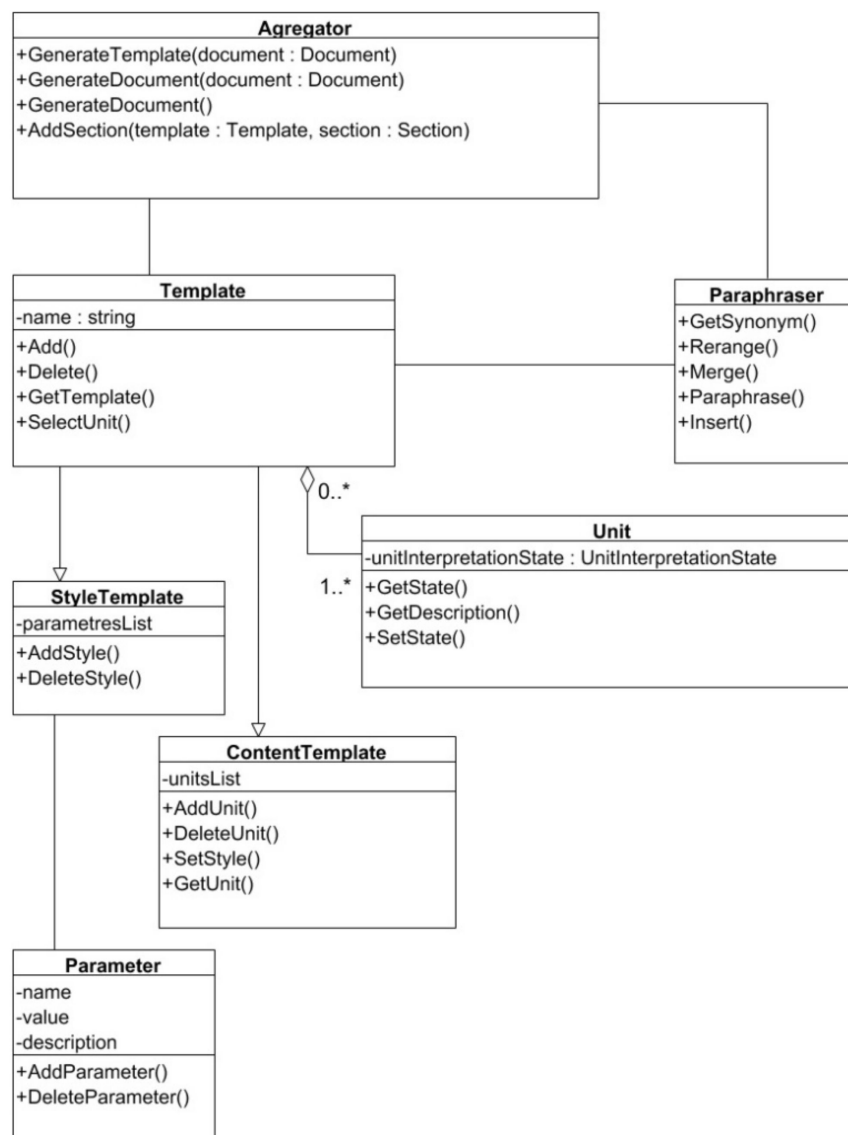 Agregator
+GenerateTemplate(document : Document)
+GenerateDocument(document : Document)
+GenerateDocument()
+AddSection(template : Template, section : Section)
Template
-name : string
+Add()
+Delete()
+GetTemplate()
+SelectUnit()
Paraphraser
+GetSynonym()
+Rerange()
+Merge()
+Paraphrase()
+Insert()
0..*
1..*
Unit
-unitInterpretationState : UnitInterpretationState
+GetState()
+GetDescription()
+SetState()
StyleTemplate
-parametresList
+AddStyle()
+DeleteStyle()
ContentTemplate
-unitsList
+AddUnit()
+DeleteUnit()
+SetStyle()
+GetUnit()
Parameter
-name
-value
-description
+AddParameter()
+DeleteParameter()